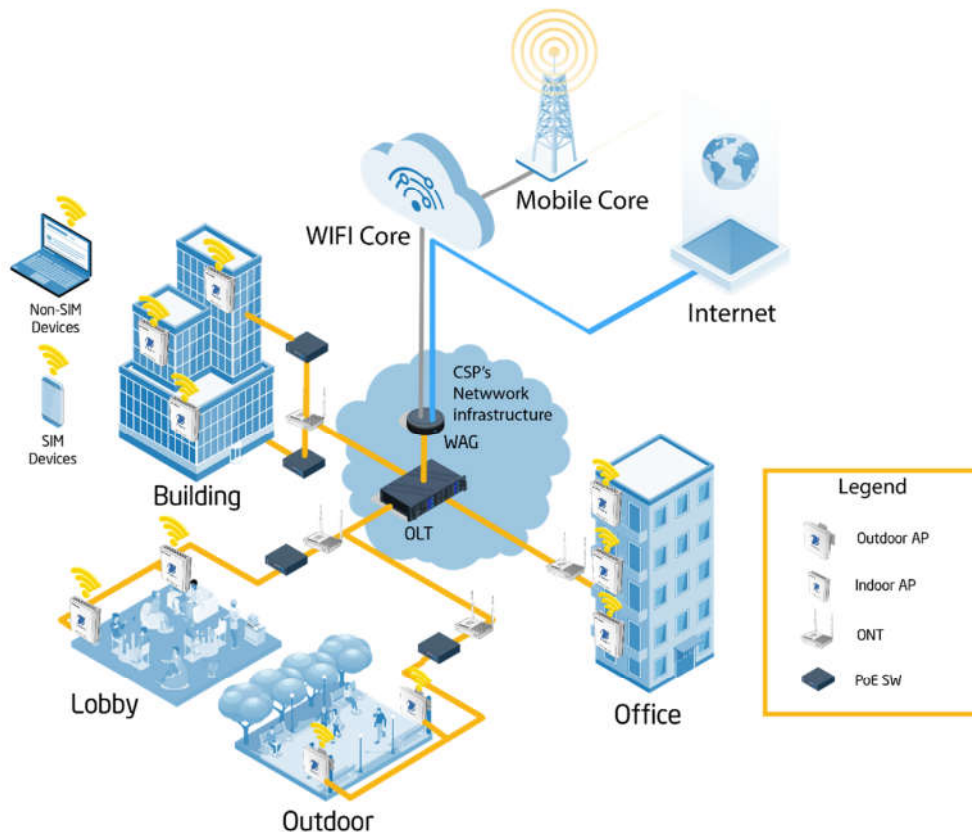 Mobile Core
WIFI Core
Internet
Non-SIM
Devices
SIM
Devices
CSP's
Netwwork
infrastructure
WAG
OLT
Building
Lobby
Outdoor
Office
Legend
Outdoor AP
Indoor AP
ONT
PoE SW